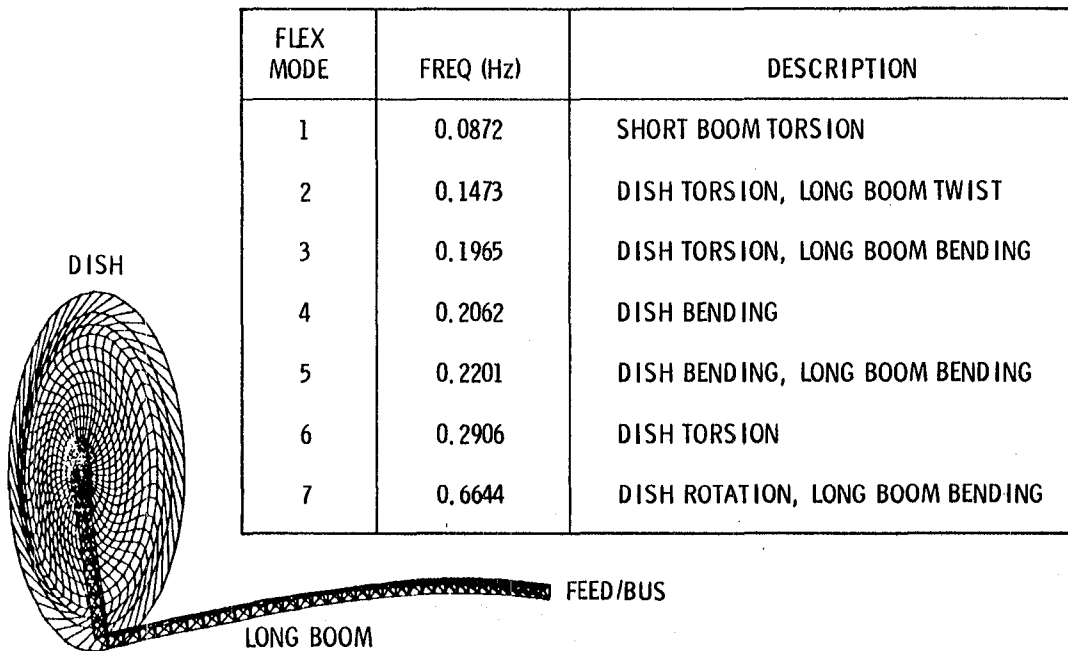 FLEX MODE FREQ (Hz) DESCRIPTION
1 0.0872 SHORT BOOM TORSION
2 0.1473 DISH TORSION, LONG BOOM TWIST
3 0.1965 DISH TORSION, LONG BOOM BENDING
4 0.2062 DISH BENDING
5 0.2201 DISH BENDING, LONG BOOM BENDING
6 0.2906 DISH TORSION
7 0.6644 DISH ROTATION, LONG BOOM BENDING
DISH
FEED/BUS
LONG BOOM